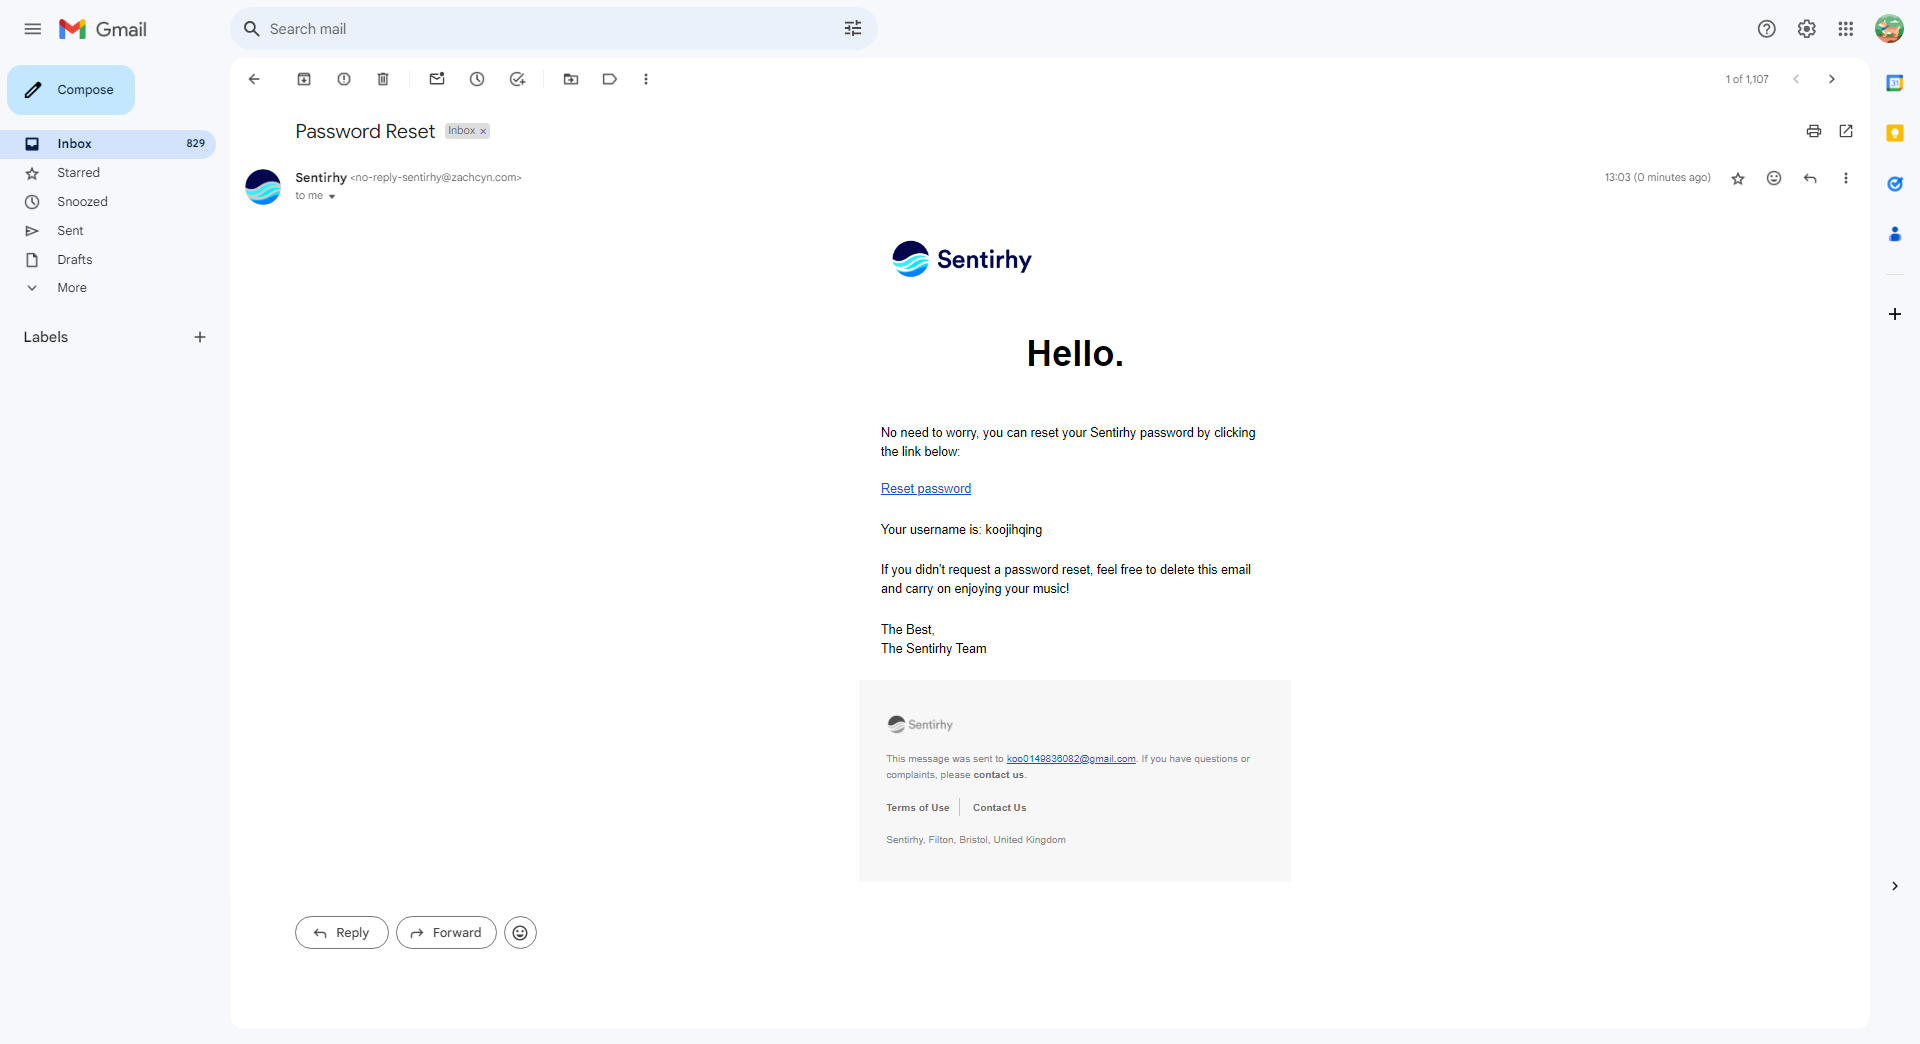 Gmail
Search mail
Compose
1 of 1,107
Password Reset
Inbox ×
Inbox 829
Starred
Snoozed
Sent
Drafts
More
Labels
Sentirhy <no-reply-sentirhy@zachcyn.com>
to me
13:03 (0 minutes ago)
31
Sentirhy
Hello.
No need to worry, you can reset your Sentirhy password by clicking
the link below:
Reset password
Your username is: koojihqing
If you didn't request a password reset, feel free to delete this email
and carry on enjoying your music!
The Best,
The Sentirhy Team
Sentirhy
This message was sent to koo0149836082@gmail.com. If you have questions or
complaints, please contact us.
Terms of Use Contact Us
Sentirhy, Filton, Bristol, United Kingdom
Reply Forward